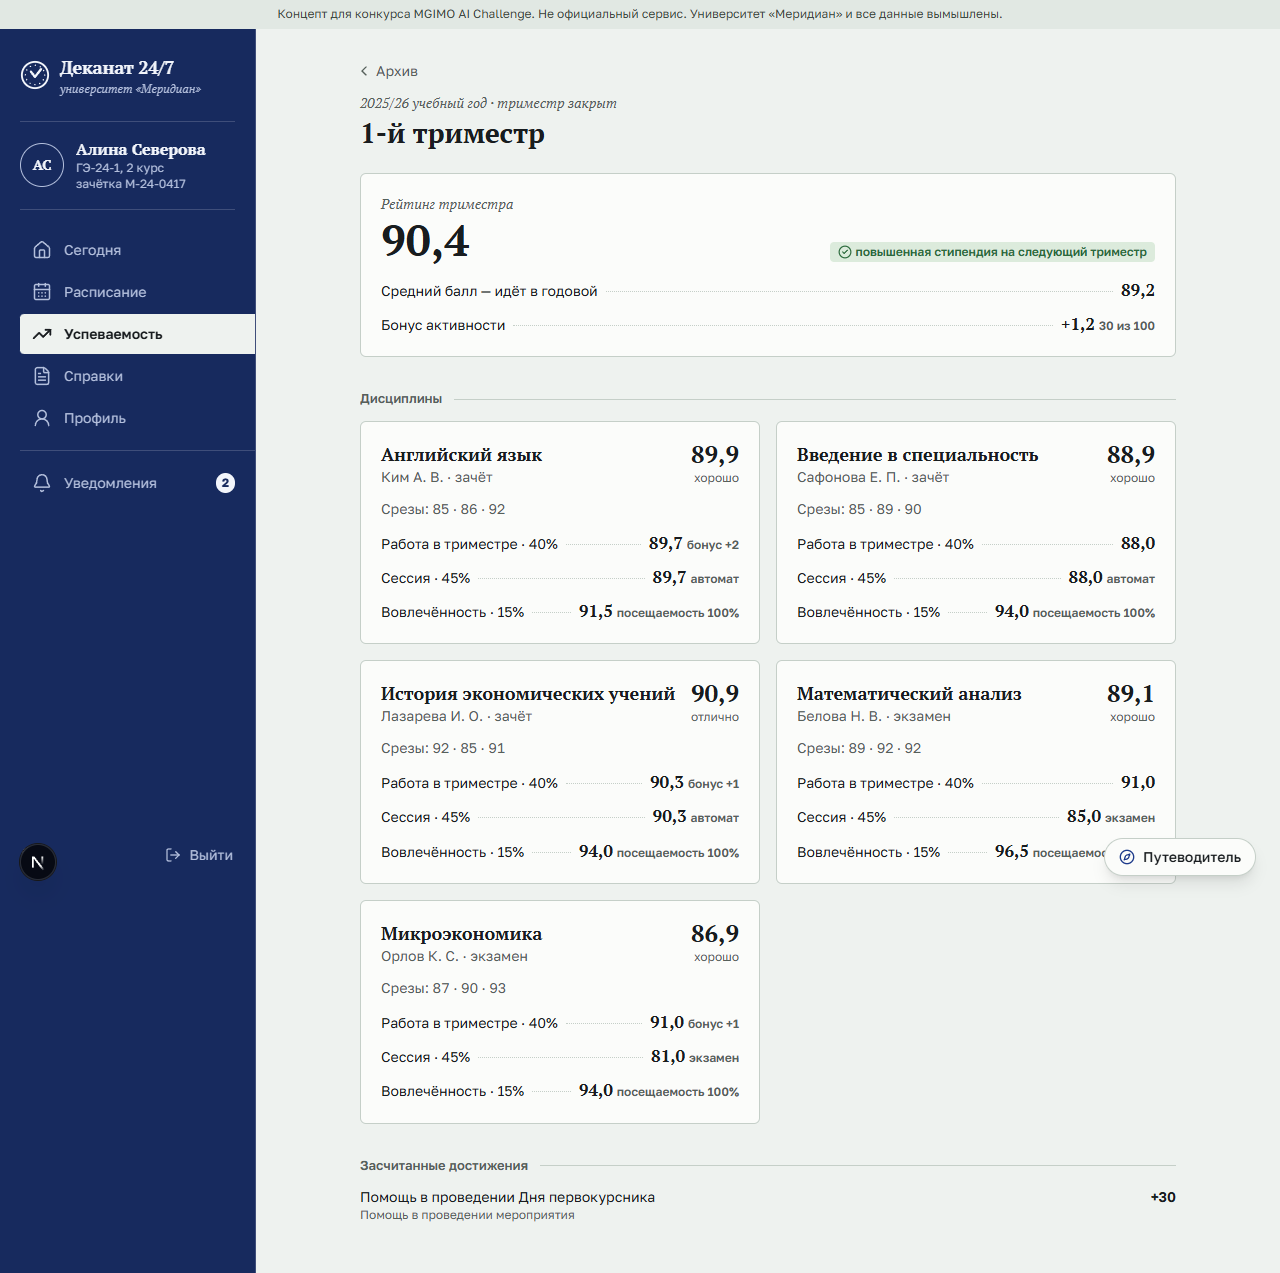 Концепт для конкурса MGIMO AI Challenge. Не официальный сервис. Университет «Меридиан» и все данные вымышлены.
Деканат 24/7
университет «Меридиан»
АС
Алина Северова
ГЭ-24-1, 2 курс
зачётка М-24-0417
Сегодня
Расписание
Успеваемость
Справки
Профиль
Уведомления 2
N
Выйти
Архив
2025/26 учебный год · триместр закрыт
1-й триместр
Рейтинг триместра
90,4
повышенная стипендия на следующий триместр
Средний балл — идёт в годовой 89,2
Бонус активности +1,2 30 из 100
Дисциплины
Английский язык 89,9
Ким А. В. · зачёт хорошо
Срезы: 85 · 86 · 92
Работа в триместре · 40% 89,7 бонус +2
Сессия · 45% 89,7 автомат
Вовлечённость · 15% 91,5 посещаемость 100%
Введение в специальность 88,9
Сафонова Е. П. · зачёт хорошо
Срезы: 85 · 89 · 90
Работа в триместре · 40% 88,0
Сессия · 45% 88,0 автомат
Вовлечённость · 15% 94,0 посещаемость 100%
История экономических учений 90,9
Лазарева И. О. · зачёт отлично
Срезы: 92 · 85 · 91
Работа в триместре · 40% 90,3 бонус +1
Сессия · 45% 90,3 автомат
Вовлечённость · 15% 94,0 посещаемость 100%
Математический анализ 89,1
Белова Н. В. · экзамен хорошо
Срезы: 89 · 92 · 92
Работа в триместре · 40% 91,0
Сессия · 45% 85,0 экзамен
Вовлечённость · 15% 96,5
Путеводитель
Микроэкономика 86,9
Орлов К. С. · экзамен хорошо
Срезы: 87 · 90 · 93
Работа в триместре · 40% 91,0 бонус +1
Сессия · 45% 81,0 экзамен
Вовлечённость · 15% 94,0 посещаемость 100%
Засчитанные достижения
Помощь в проведении Дня первокурсника +30
Помощь в проведении мероприятия